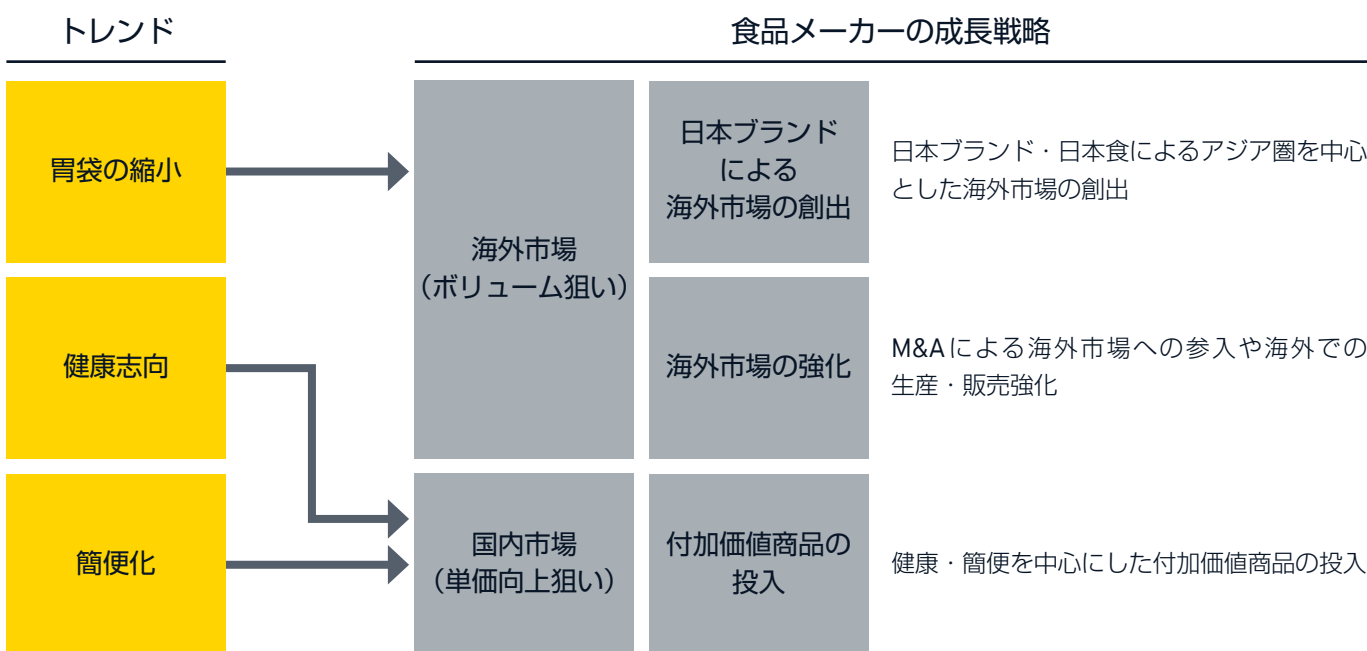 トレンド
食品メーカーの成長戦略
胃袋の縮小
健康志向
簡便化
海外市場
（ボリューム狙い）
日本ブランド
による
海外市場の創出
日本ブランド・日本食によるアジア圏を中心
とした海外市場の創出
海外市場の強化
M&Aによる海外市場への参入や海外での
生産・販売強化
国内市場
（単価向上狙い）
付加価値商品の
投入
健康・簡便を中心にした付加価値商品の投入